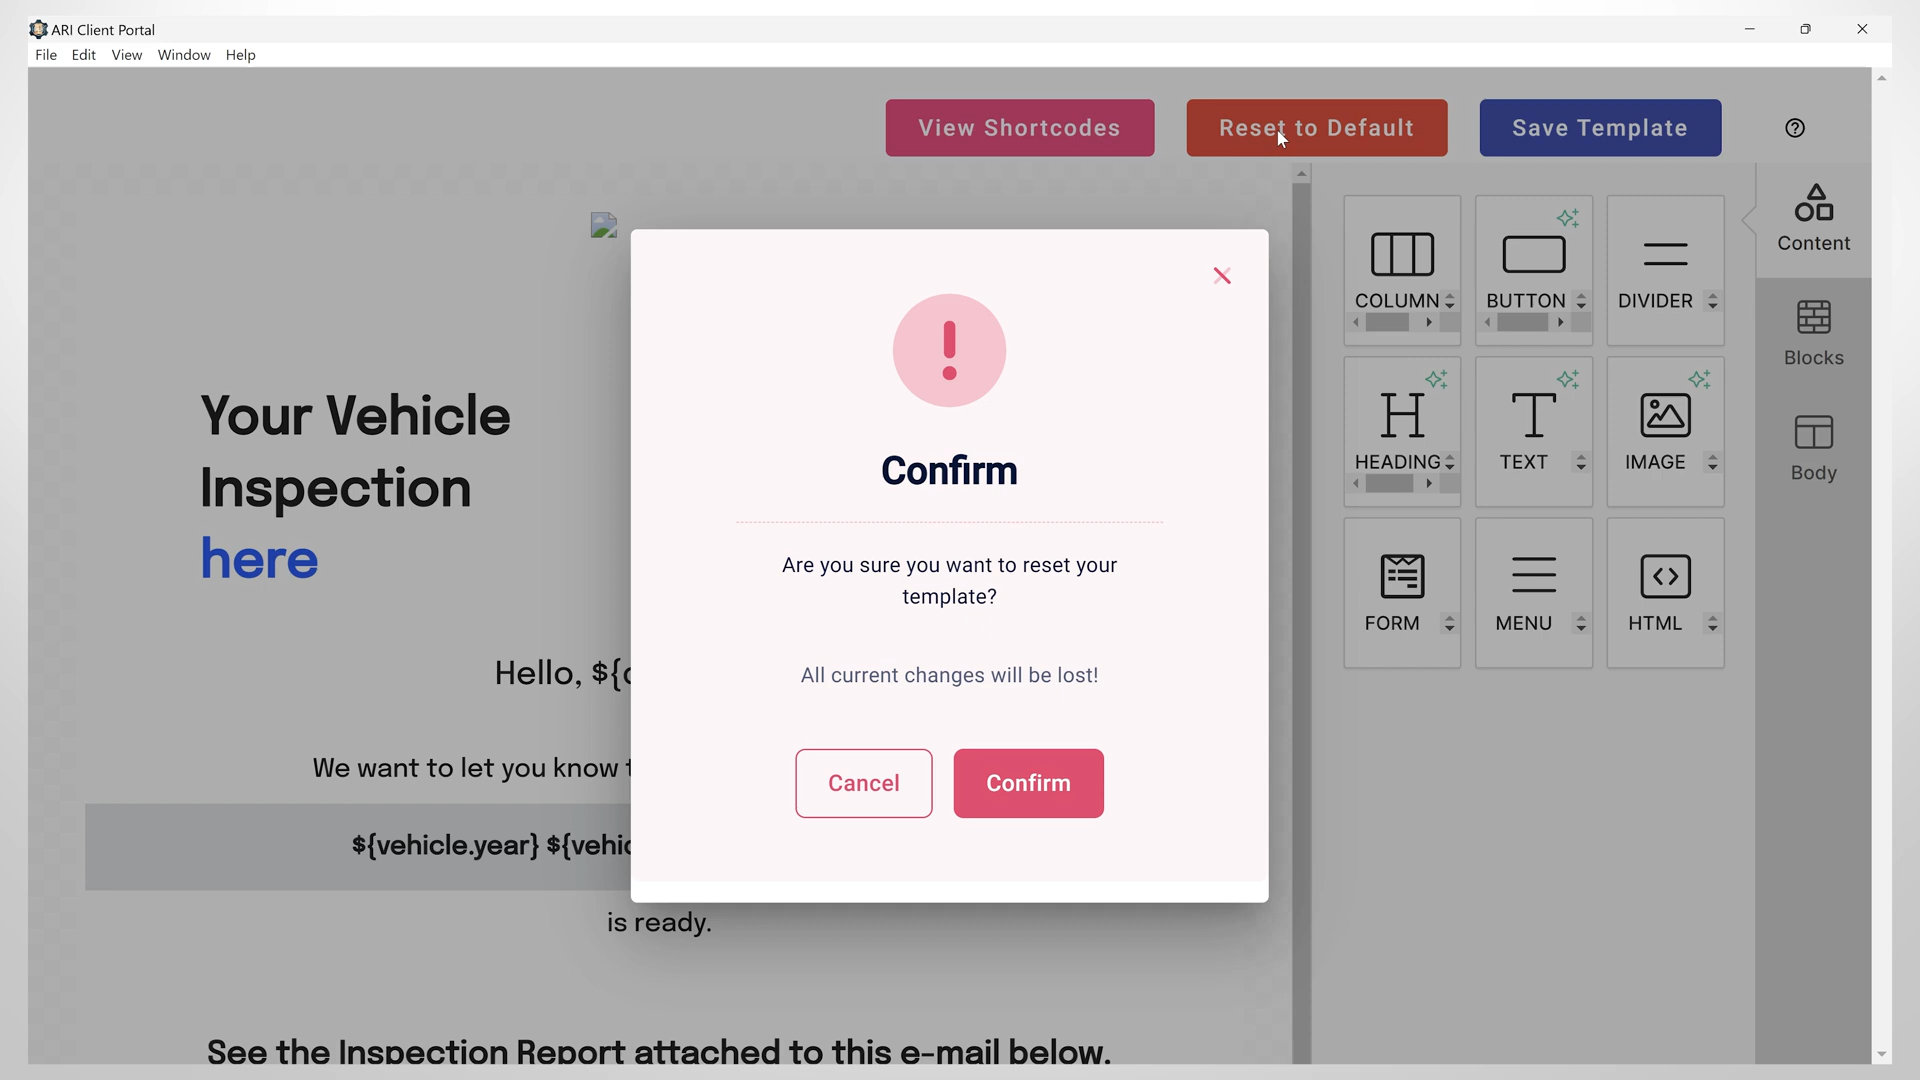 ARI Client Portal
File Edit View Window Help
View Shortcodes
Reset to Default
Save Template
Your Vehicle
Inspection
here
Hello, ${
We want to let you know
${vehicle.year} ${vehic
is ready.
See the Inspection Report attached to this e-mail below.
Confirm
Are you sure you want to reset your
template?
All current changes will be lost!
Cancel
Confirm
COLUMN
BUTTON
DIVIDER
HEADING
TEXT
IMAGE
FORM
MENU
HTML
Content
Blocks
Body